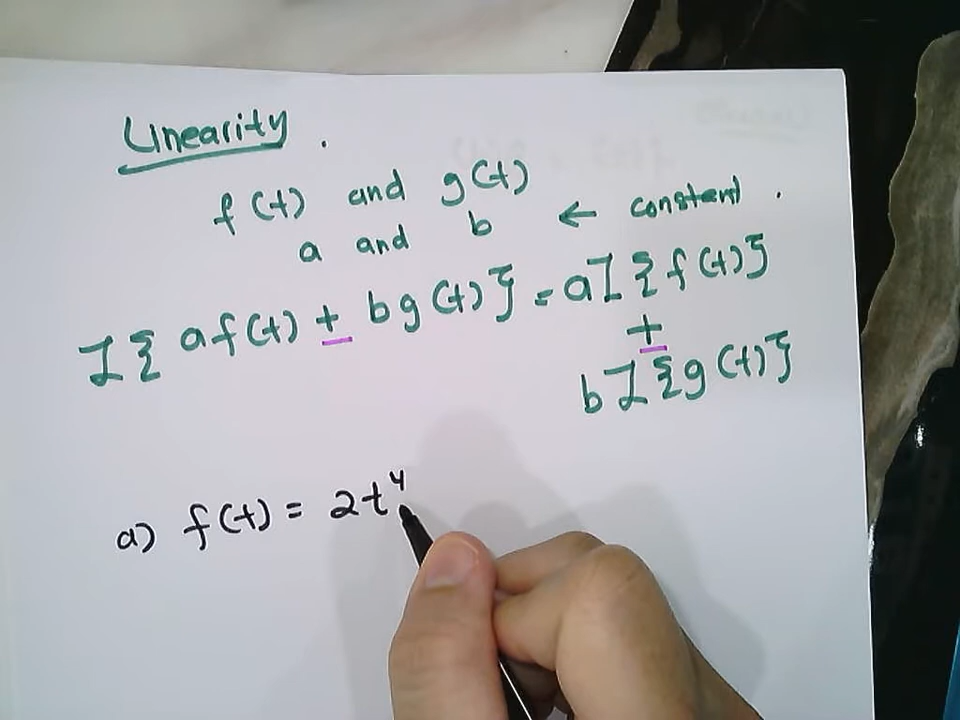 Linearity.
f(t) and g(t)
a and b ← constant.
ℒ{af(t) + bg(t)} = aℒ{f(t)}
+
bℒ{g(t)}
a) f(t) = 2t⁴